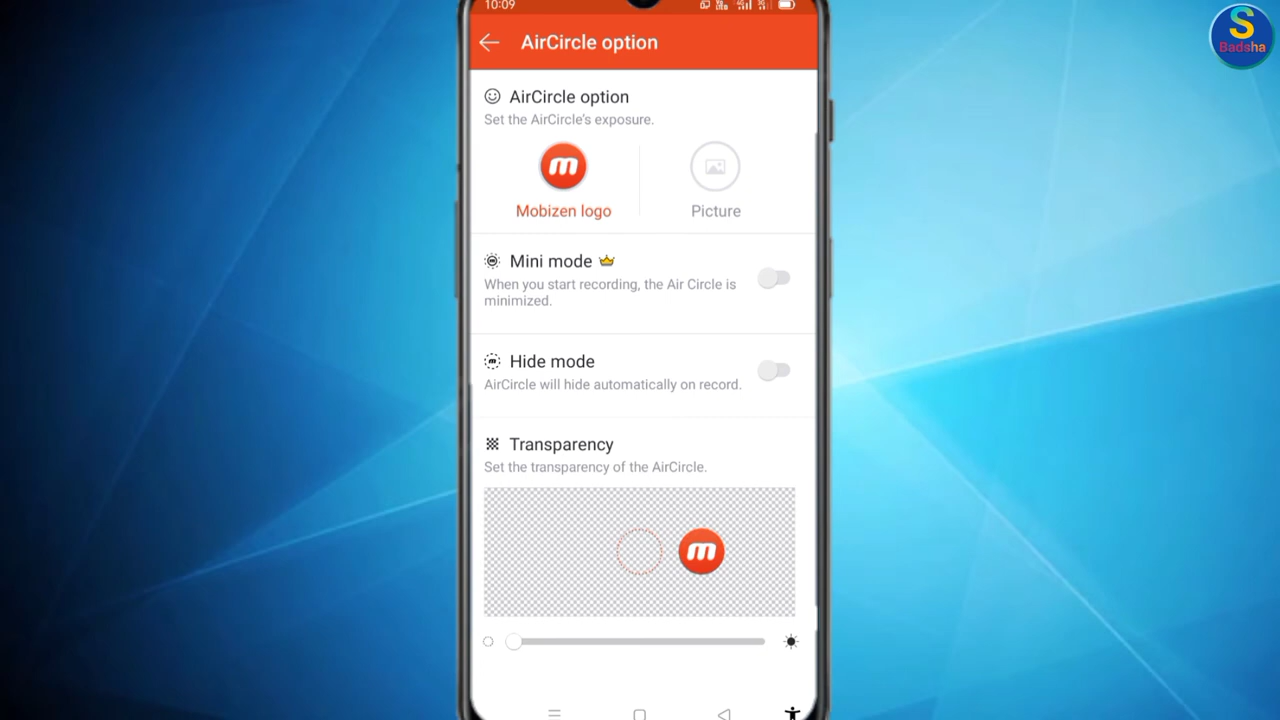 10:09
S
Badsha
AirCircle option
AirCircle option
Set the AirCircle's exposure.
m
Mobizen logo
Picture
Mini mode
When you start recording, the Air Circle is
minimized.
Hide mode
AirCircle will hide automatically on record.
Transparency
Set the transparency of the AirCircle.
m